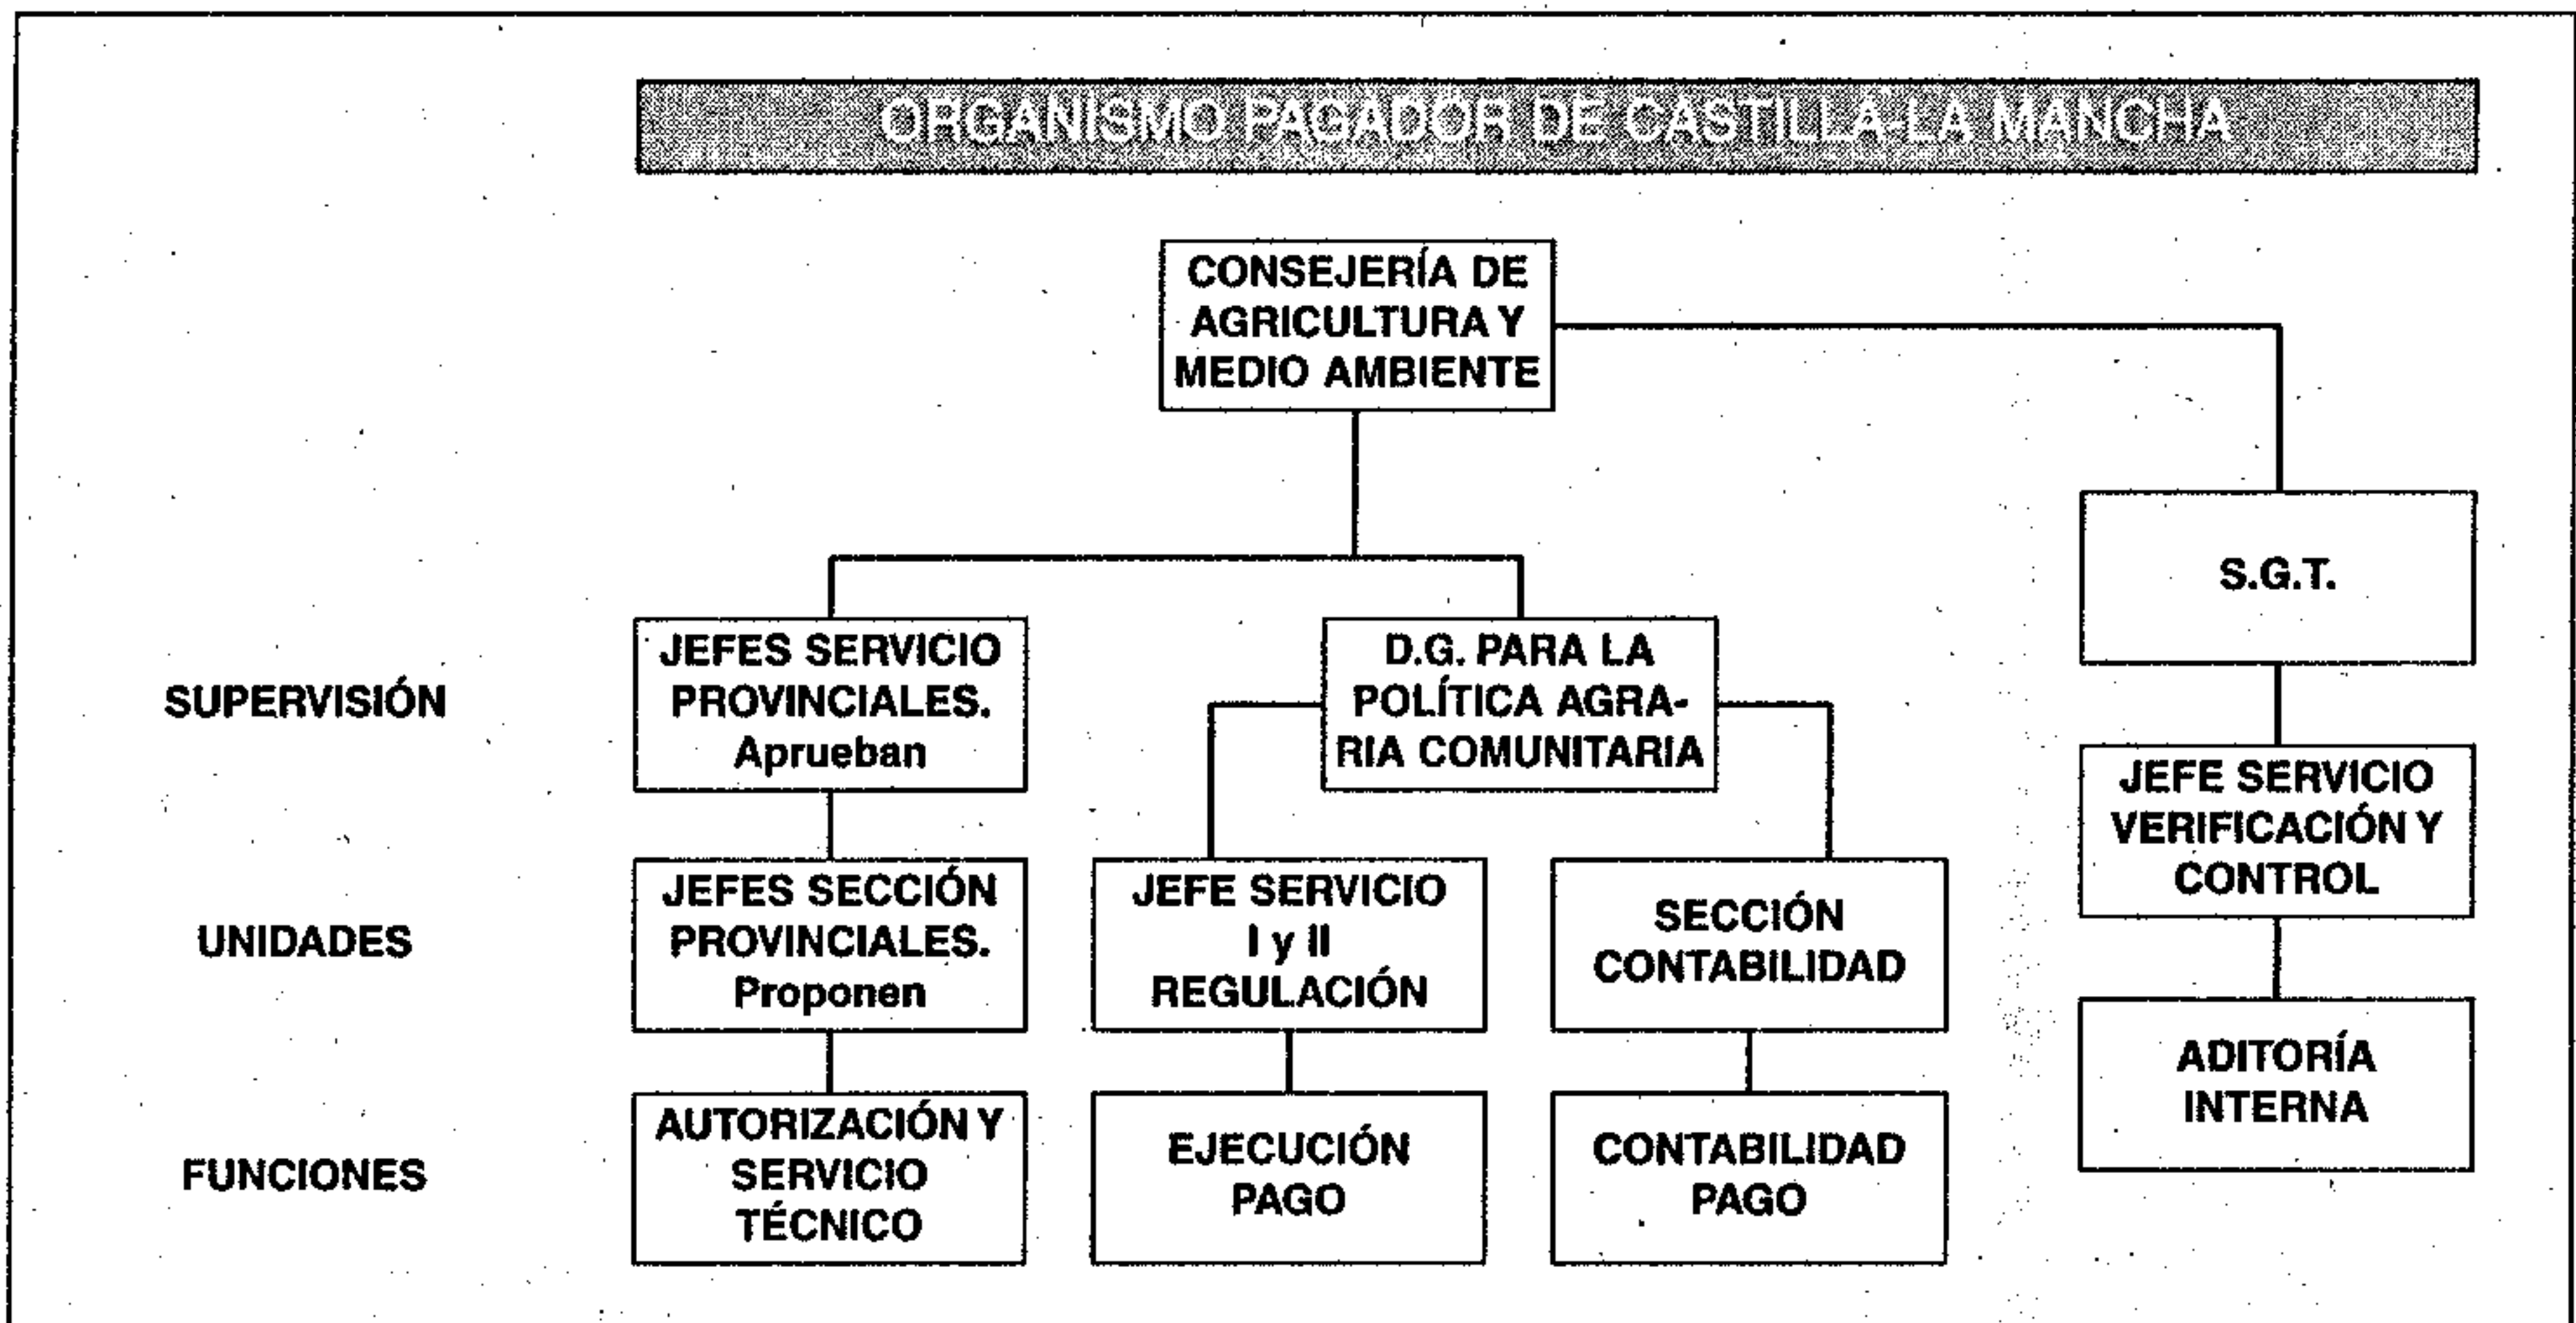 ORGANISMO PAGADOR DE CASTILLA-LA MANCHA
CONSEJERÍA DE
AGRICULTURA Y
MEDIO AMBIENTE
S.G.T.
SUPERVISIÓN
JEFES SERVICIO
PROVINCIALES.
Aprueban
D.G. PARA LA
POLÍTICA AGRA-
RIA COMUNITARIA
JEFE SERVICIO
VERIFICACIÓN Y
CONTROL
UNIDADES
JEFES SECCIÓN
PROVINCIALES.
Proponen
JEFE SERVICIO
I y II
REGULACIÓN
SECCIÓN
CONTABILIDAD
ADITORÍA
INTERNA
FUNCIONES
AUTORIZACIÓN Y
SERVICIO
TÉCNICO
EJECUCIÓN
PAGO
CONTABILIDAD
PAGO